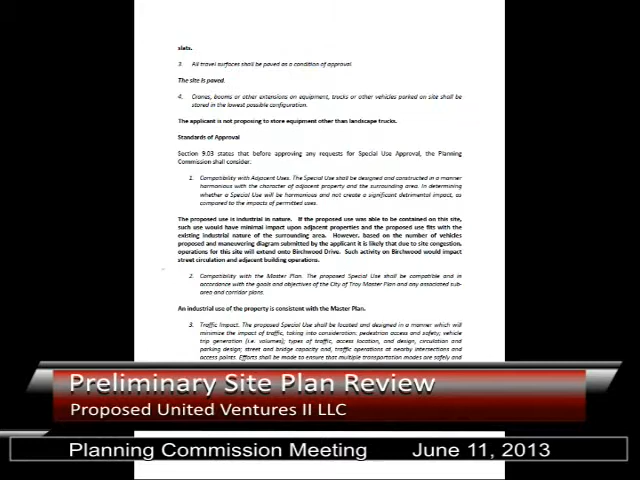 slats.
3. All travel surfaces shall be paved as a condition of approval.
The site is paved.
4. Cranes, booms or other extensions on equipment, trucks or other vehicles parked on site shall be
stored in the lowest possible configuration.
The applicant is not proposing to store equipment other than landscape trucks.
Standards of Approval
Section 9.03 states that before approving any requests for Special Use Approval, the Planning
Commission shall consider:
1. Compatibility with Adjacent Uses. The Special Use shall be designed and constructed in a manner
harmonious with the character of adjacent property and the surrounding area. In determining
whether a Special Use will be harmonious and not create a significant detrimental impact, as
compared to the impacts of permitted uses.
The proposed use is industrial in nature. If the proposed use was able to be contained on this site,
such use would have minimal impact upon adjacent properties and the proposed use fits with the
existing industrial nature of the surrounding area. However, based on the number of vehicles
proposed and maneuvering diagram submitted by the applicant it is likely that due to site congestion,
operations for this site will extend onto Birchwood Drive. Such activity on Birchwood would impact
street circulation and adjacent building operations.
2. Compatibility with the Master Plan. The proposed Special Use shall be compatible and in
accordance with the goals and objectives of the City of Troy Master Plan and any associated sub-
area and corridor plans.
An industrial use of the property is consistent with the Master Plan.
3. Traffic Impact. The proposed Special Use shall be located and designed in a manner which will
minimize the impact of traffic, taking into consideration: pedestrian access and safety; vehicle
trip generation (i.e. volumes); types of traffic, access location, and design, circulation and
parking design; street and bridge capacity and, traffic operations at nearby intersections and
access points. Efforts shall be made to ensure that multiple transportation modes are safely and
Preliminary Site Plan Review
Proposed United Ventures II LLC
Planning Commission Meeting June 11, 2013